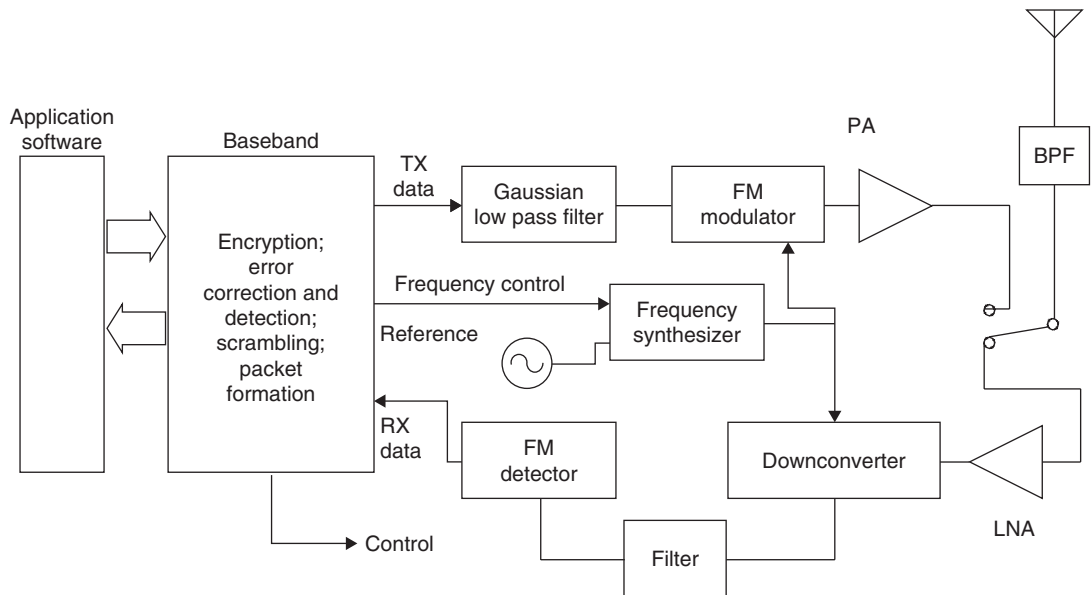 Application
software
Baseband
Encryption;
error
correction and
detection;
scrambling;
packet
formation
TX
data
Gaussian
low pass filter
FM
modulator
PA
BPF
Frequency control
Reference
Frequency
synthesizer
RX
data
FM
detector
Downconverter
LNA
Filter
Control